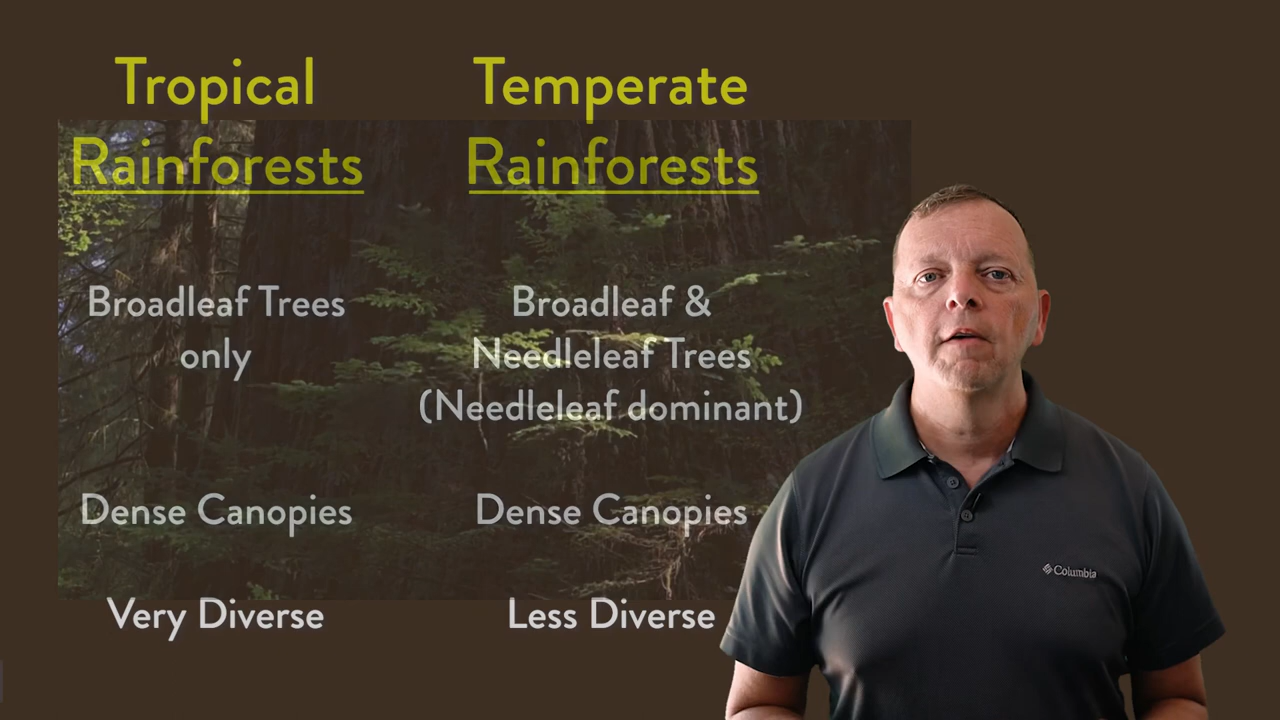 Tropical
Rainforests
Broadleaf Trees
only
Dense Canopies
Very Diverse
Temperate
Rainforests
Broadleaf &
Needleleaf Trees
(Needleleaf dominant)
Dense Canopies
Less Diverse
Columbia